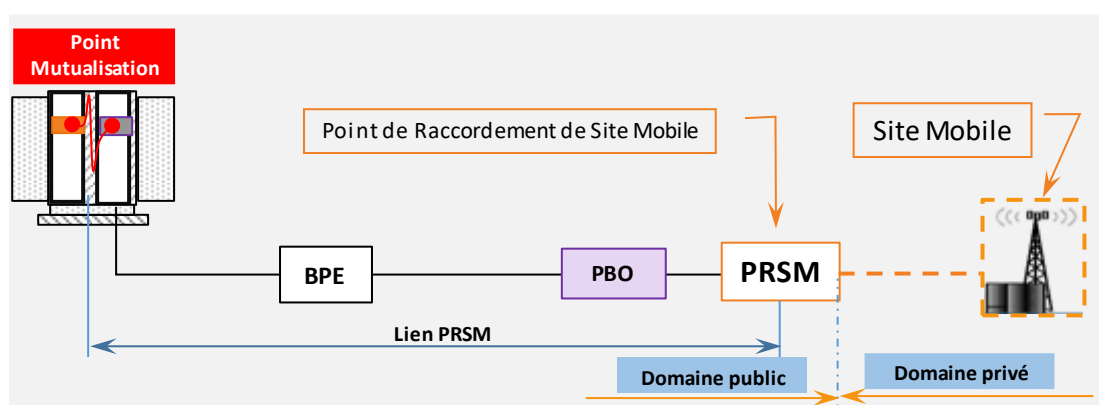 Point
Mutualisation
Point de Raccordement de Site Mobile
Site Mobile
BPE
PBO
PRSM
Lien PRSM
Domaine public
Domaine privé